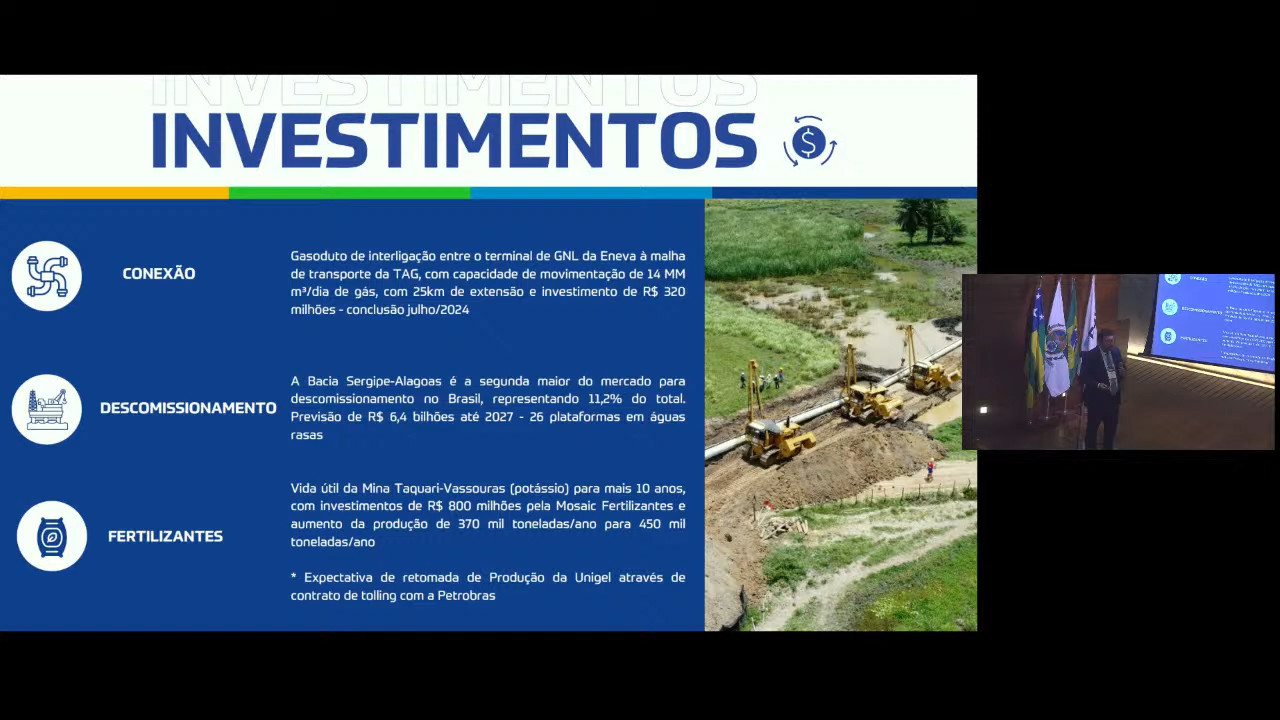 INVESTIMENTOS
INVESTIMENTOS
$
CONEXÃO
Gasoduto de interligação entre o terminal de GNL da Eneva à malha
de transporte da TAG, com capacidade de movimentação de 14 MM
m³/dia de gás, com 25km de extensão e investimento de R$ 320
milhões - conclusão julho/2024
DESCOMISSIONAMENTO
A Bacia Sergipe-Alagoas é a segunda maior do mercado para
descomissionamento no Brasil, representando 11,2% do total.
Previsão de R$ 6,4 bilhões até 2027 - 26 plataformas em águas
rasas
FERTILIZANTES
Vida útil da Mina Taquari-Vassouras (potássio) para mais 10 anos,
com investimentos de R$ 800 milhões pela Mosaic Fertilizantes e
aumento da produção de 370 mil toneladas/ano para 450 mil
toneladas/ano
* Expectativa de retomada de Produção da Unigel através de
contrato de tolling com a Petrobras
CONEXÃO
DESCOMISSIONAMENTO
FERTILIZANTES